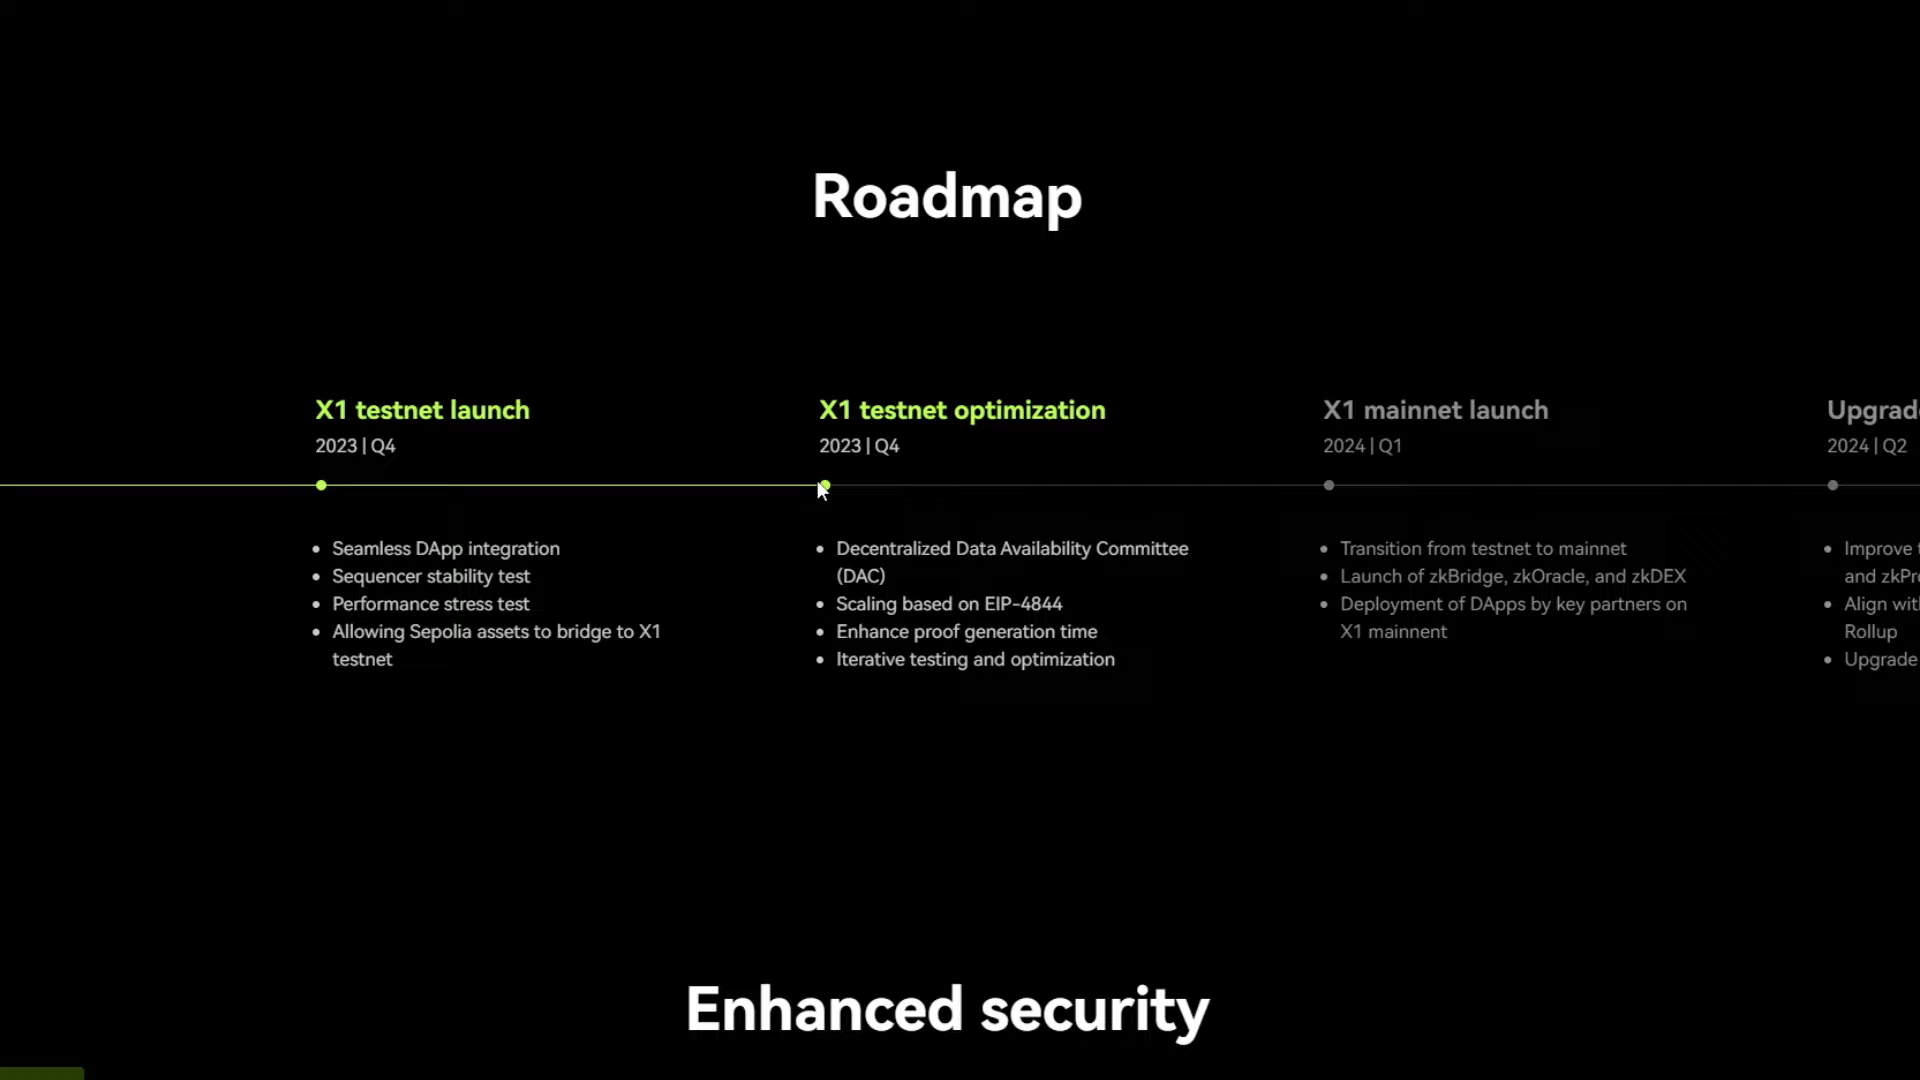 Roadmap
X1 testnet launch
2023 | Q4
• Seamless DApp integration
• Sequencer stability test
• Performance stress test
• Allowing Sepolia assets to bridge to X1
testnet
X1 testnet optimization
2023 | Q4
• Decentralized Data Availability Committee
(DAC)
• Scaling based on EIP-4844
• Enhance proof generation time
• Iterative testing and optimization
X1 mainnet launch
2024 | Q1
• Transition from testnet to mainnet
• Launch of zkBridge, zkOracle, and zkDEX
• Deployment of DApps by key partners on
X1 mainnent
2024 | Q2
• Improve
and
• Align
Rollup
• Upgrade
Enhanced security